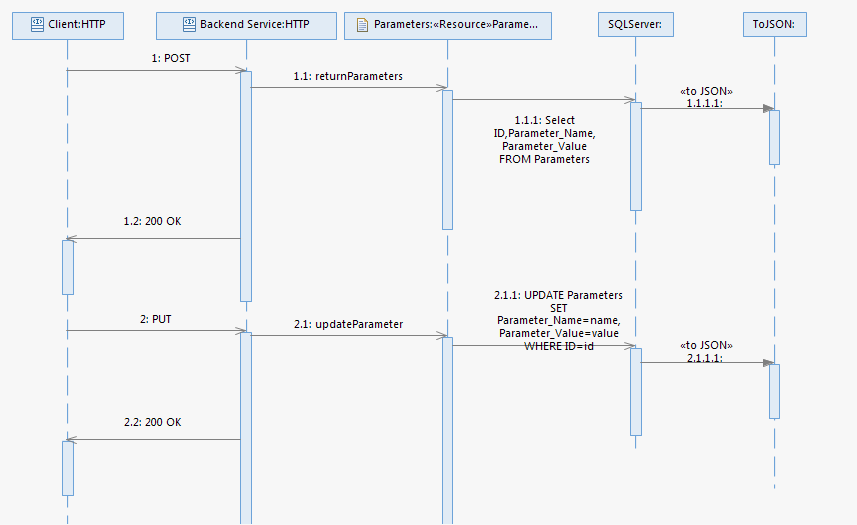 Client:HTTP
Backend Service:HTTP
Parameters:«Resource»Parame...
SQLServer:
ToJSON:
1: POST
1.1: returnParameters
1.1.1: Select
ID,Parameter_Name,
Parameter_Value
FROM Parameters
«to JSON»
1.1.1.1:
1.2: 200 OK
2: PUT
2.1: updateParameter
2.1.1: UPDATE Parameters
SET
Parameter_Name=name,
Parameter_Value=value
WHERE ID=id
«to JSON»
2.1.1.1:
2.2: 200 OK